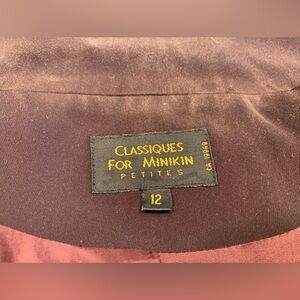 CLASSIQUES
FOR MINIKIN
PETITES
12